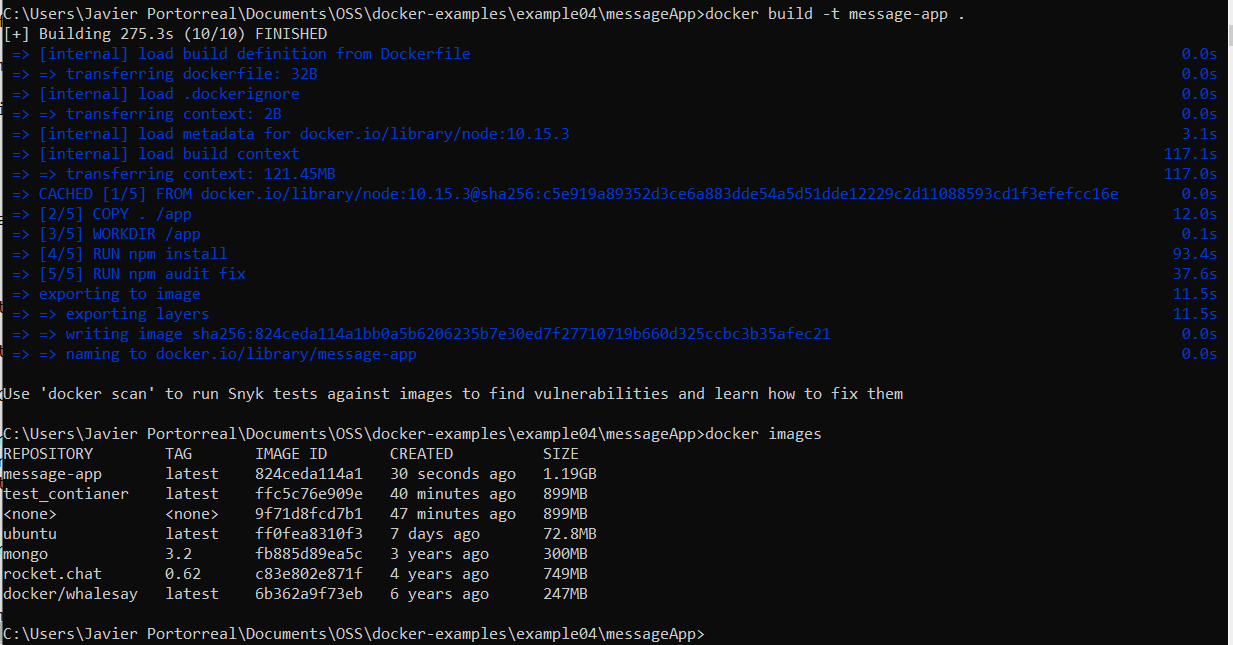 C:\Users\Javier Portorreal\Documents\OSS\docker-examples\example04\messageApp>docker build -t message-app .
[+] Building 275.3s (10/10) FINISHED
=> [internal] load build definition from Dockerfile 0.0s
=> => transferring dockerfile: 32B 0.0s
=> [internal] load .dockerignore 0.0s
=> => transferring context: 2B 0.0s
=> [internal] load metadata for docker.io/library/node:10.15.3 3.1s
=> [internal] load build context 117.1s
=> => transferring context: 121.45MB 117.0s
=> CACHED [1/5] FROM docker.io/library/node:10.15.3@sha256:c5e919a89352d3ce6a883dde54a5d51dde12229c2d11088593cd1f3efefcc16e 0.0s
=> [2/5] COPY . /app 12.0s
=> [3/5] WORKDIR /app 0.1s
=> [4/5] RUN npm install 93.4s
=> [5/5] RUN npm audit fix 37.6s
=> exporting to image 11.5s
=> => exporting layers 11.5s
=> => writing image sha256:824ceda114a1bb0a5b6206235b7e30ed7f27710719b660d325ccbc3b35afec21 0.0s
=> => naming to docker.io/library/message-app 0.0s
Use 'docker scan' to run Snyk tests against images to find vulnerabilities and learn how to fix them
C:\Users\Javier Portorreal\Documents\OSS\docker-examples\example04\messageApp>docker images
REPOSITORY TAG IMAGE ID CREATED SIZE
message-app latest 824ceda114a1 30 seconds ago 1.19GB
test_contianer latest ffc5c76e909e 40 minutes ago 899MB
<none> <none> 9f71d8fcd7b1 47 minutes ago 899MB
ubuntu latest ff0fea8310f3 7 days ago 72.8MB
mongo 3.2 fb885d89ea5c 3 years ago 300MB
rocket.chat 0.62 c83e802e871f 4 years ago 749MB
docker/whalesay latest 6b362a9f73eb 6 years ago 247MB
C:\Users\Javier Portorreal\Documents\OSS\docker-examples\example04\messageApp>